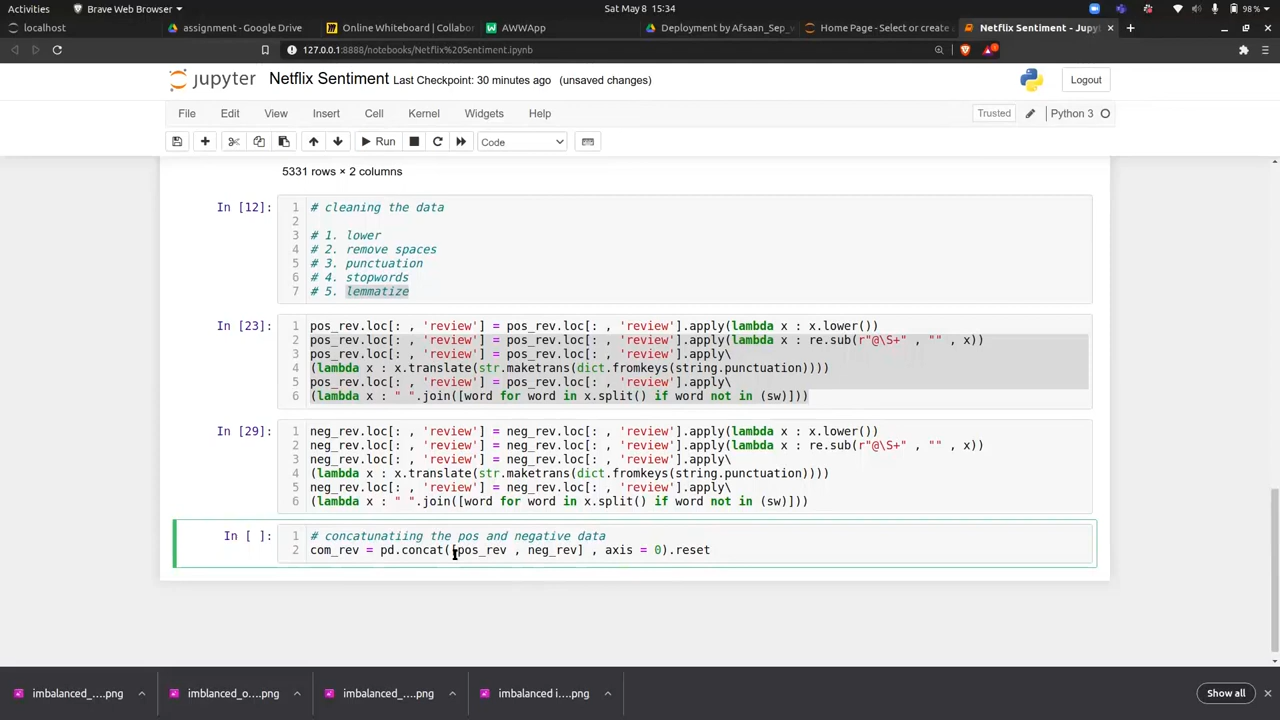 Activities
Brave Web Browser
Sat May 8 15:34
98%
localhost
assignment - Google Drive
Online Whiteboard | Collabor
AWWApp
Deployment by Afsaan_Sep_
Home Page - Select or create
Netflix Sentiment - Jupyt
127.0.0.1:8888/notebooks/Netflix%20Sentiment.ipynb
jupyter
Netflix Sentiment Last Checkpoint: 30 minutes ago (unsaved changes)
Logout
File Edit View Insert Cell Kernel Widgets Help
Trusted
Python 3
Run
Code
5331 rows × 2 columns
In [12]:
1 # cleaning the data
2
3 # 1. lower
4 # 2. remove spaces
5 # 3. punctuation
6 # 4. stopwords
7 # 5. lemmatize
In [23]:
1 pos_rev.loc[: , 'review'] = pos_rev.loc[: , 'review'].apply(lambda x : x.lower())
2 pos_rev.loc[: , 'review'] = pos_rev.loc[: , 'review'].apply(lambda x : re.sub(r"@\S+" , "" , x))
3 pos_rev.loc[: , 'review'] = pos_rev.loc[: , 'review'].apply\
4 (lambda x : x.translate(str.maketrans(dict.fromkeys(string.punctuation))))
5 pos_rev.loc[: , 'review'] = pos_rev.loc[: , 'review'].apply\
6 (lambda x : " ".join([word for word in x.split() if word not in (sw)]))
In [29]:
1 neg_rev.loc[: , 'review'] = neg_rev.loc[: , 'review'].apply(lambda x : x.lower())
2 neg_rev.loc[: , 'review'] = neg_rev.loc[: , 'review'].apply(lambda x : re.sub(r"@\S+" , "" , x))
3 neg_rev.loc[: , 'review'] = neg_rev.loc[: , 'review'].apply\
4 (lambda x : x.translate(str.maketrans(dict.fromkeys(string.punctuation))))
5 neg_rev.loc[: , 'review'] = neg_rev.loc[: , 'review'].apply\
6 (lambda x : " ".join([word for word in x.split() if word not in (sw)]))
In [ ]:
1 # concatunatiing the pos and negative data
2 com_rev = pd.concat([pos_rev , neg_rev] , axis = 0).reset
imbalanced_....png
imblanced_o....png
imbalanced_....png
imbalanced i....png
Show all